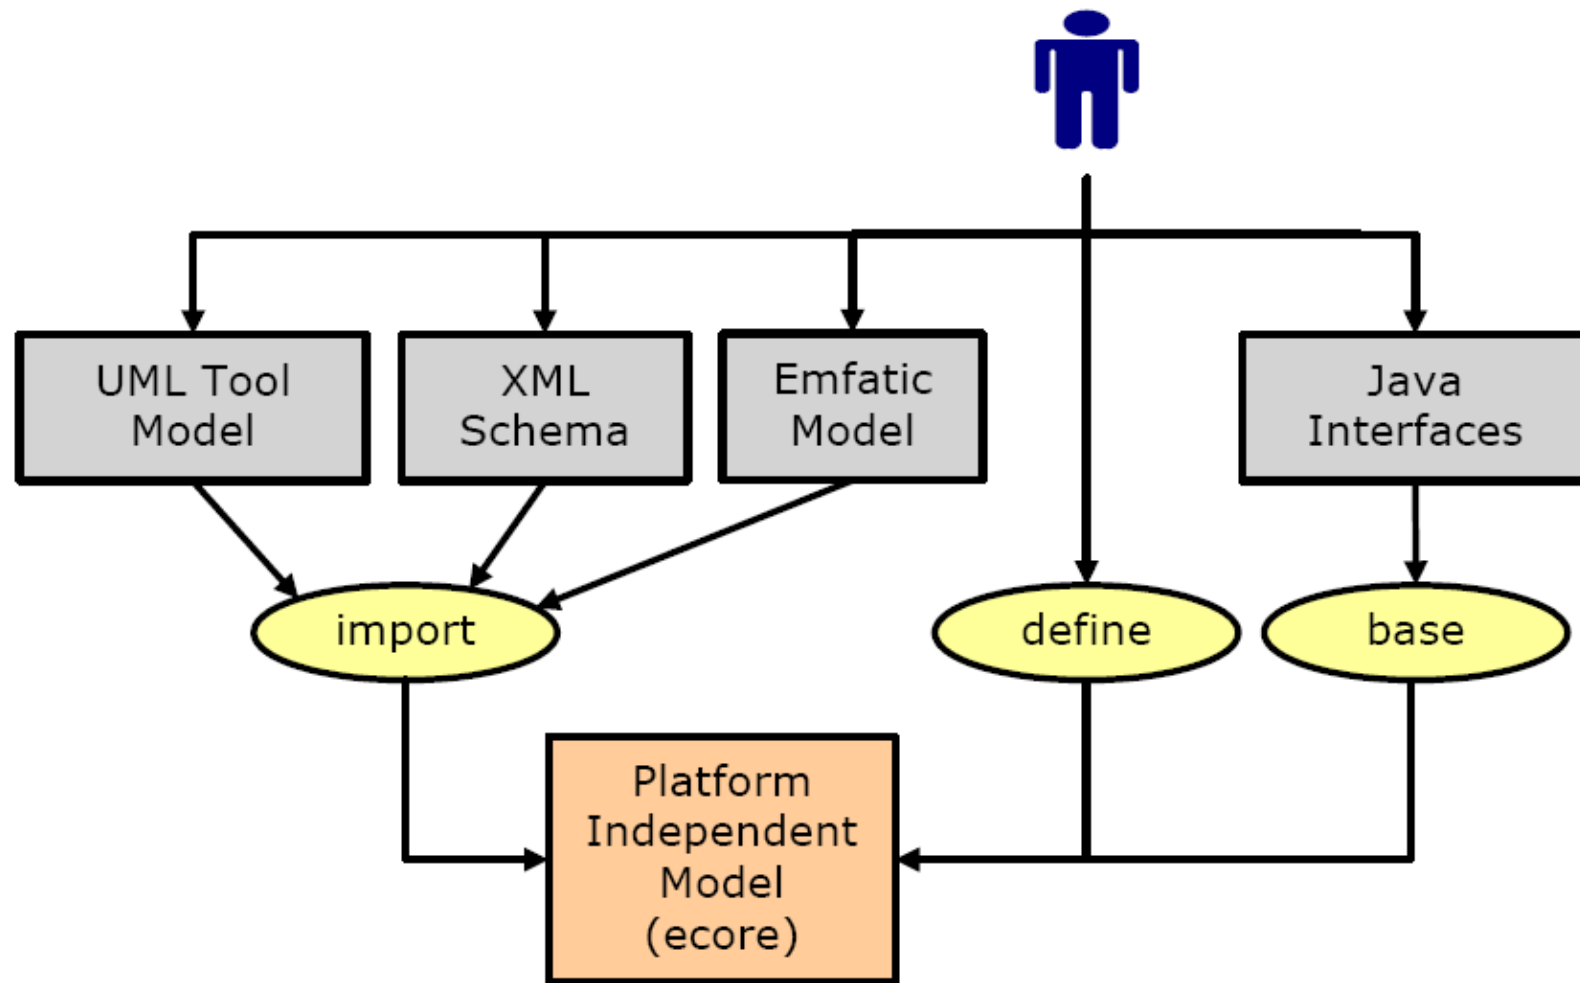 UML Tool
Model
XML
Schema
Emfatic
Model
Java
Interfaces
import
define
base
Platform
Independent
Model
(ecore)